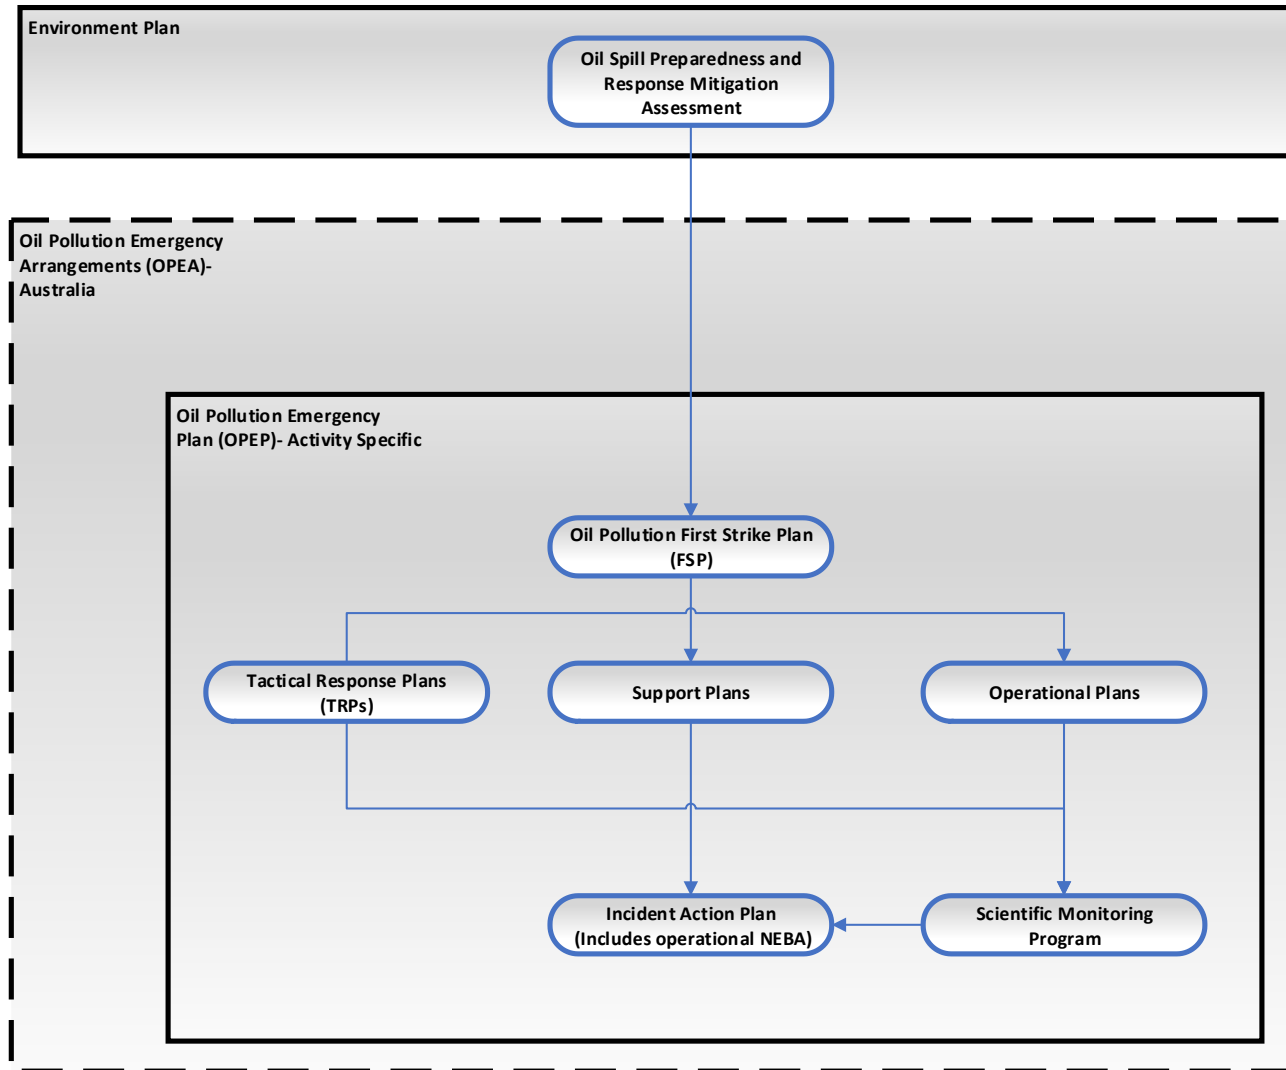 Environment Plan
Oil Spill Preparedness and
Response Mitigation
Assessment
Oil Pollution Emergency
Arrangements (OPEA)-
Australia
Oil Pollution Emergency
Plan (OPEP)- Activity Specific
Oil Pollution First Strike Plan
(FSP)
Tactical Response Plans
(TRPs)
Support Plans
Operational Plans
Incident Action Plan
(Includes operational NEBA)
Scientific Monitoring
Program